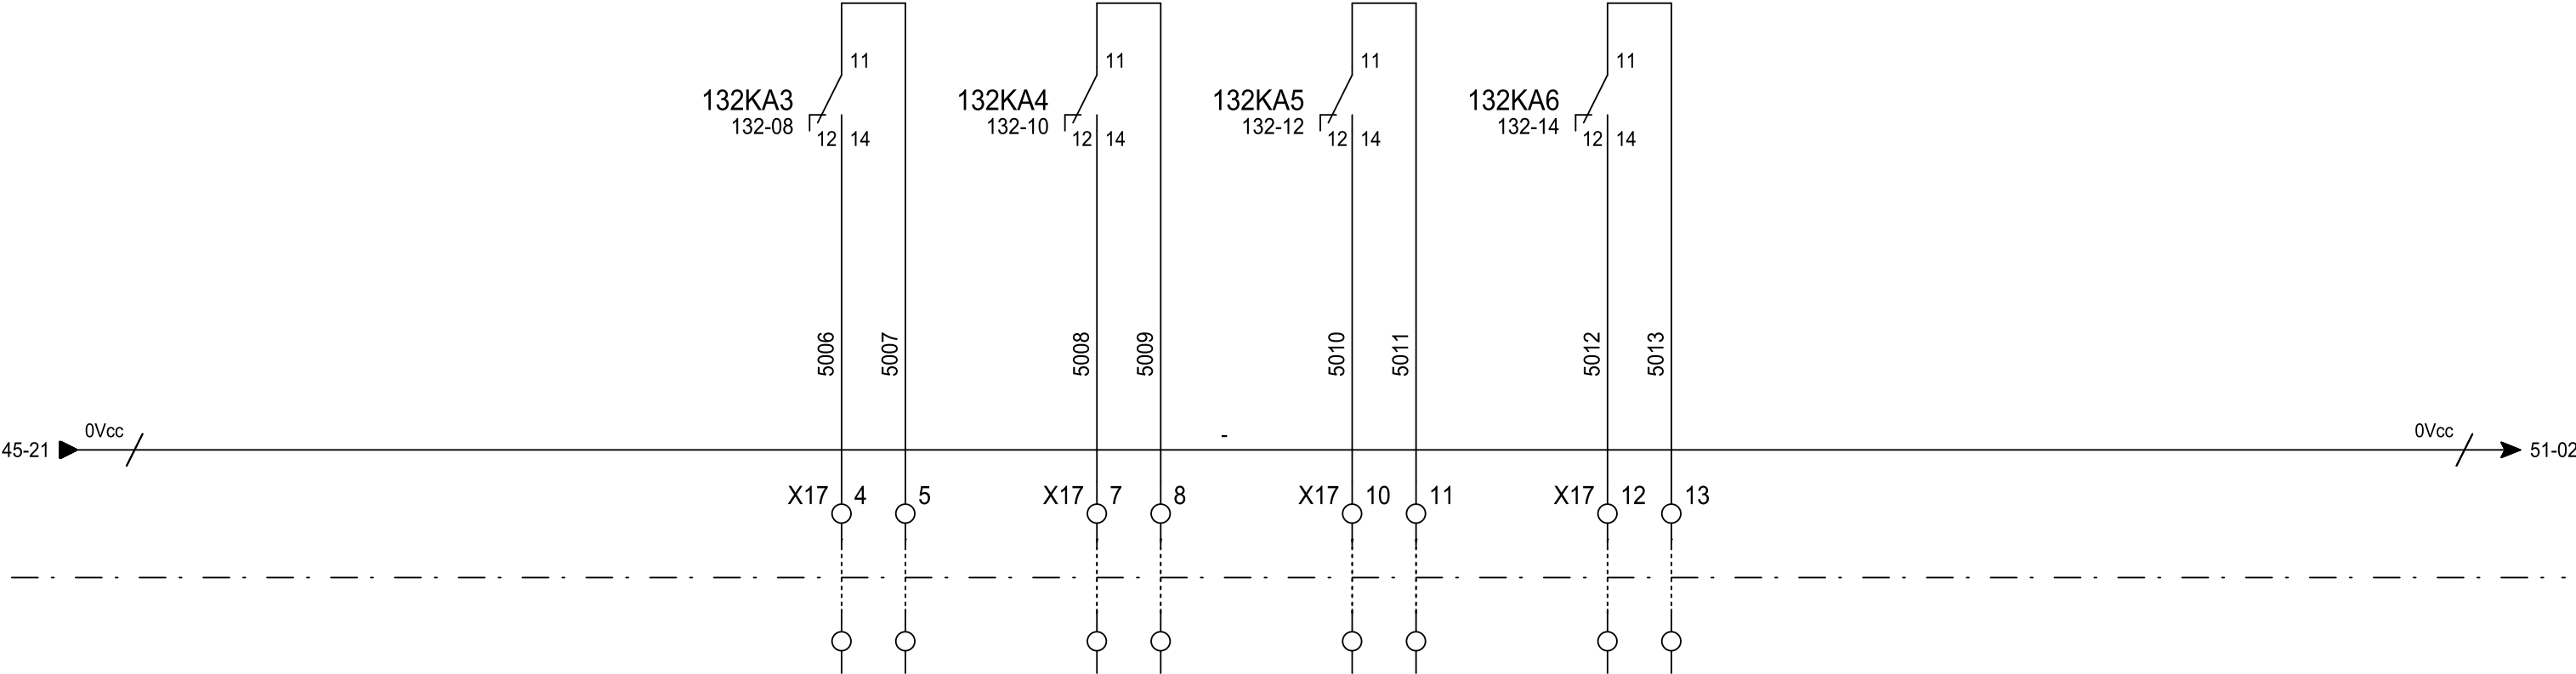 11 11 11 11
132KA3 132KA4 132KA5 132KA6
132-08 132-10 132-12 132-14
12 14 12 14 12 14 12 14
5006 5007 5008 5009 5010 5011 5012 5013
0Vcc - 0Vcc
45-21 51-02
X17 4 5 X17 7 8 X17 10 11 X17 12 13